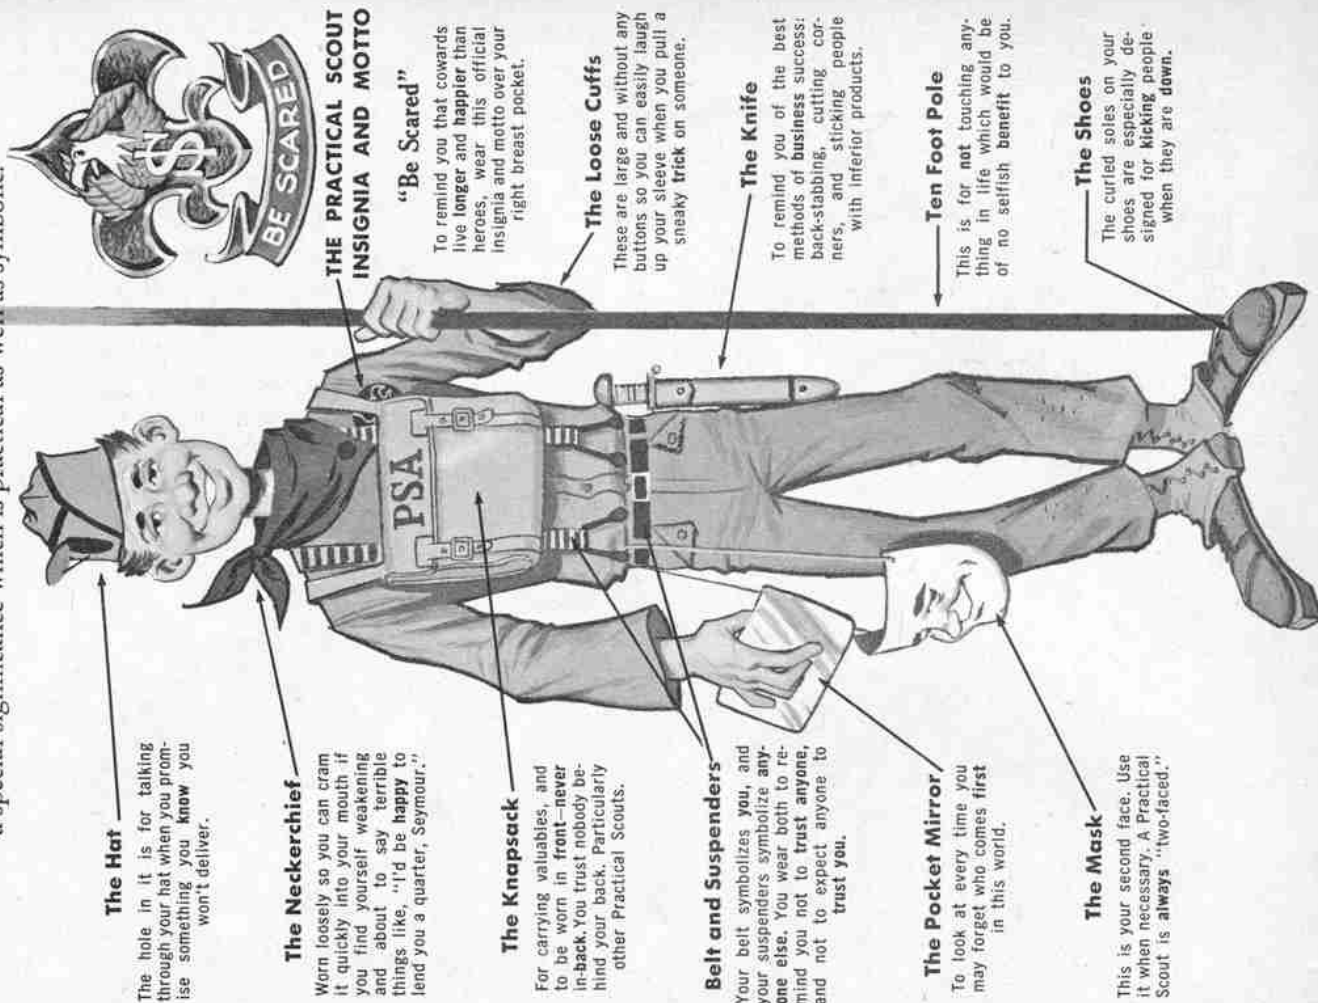 a special significance which is practical as well as symbolic.
The Hat
The hole in it is for talking
through your hat when you prom-
ise something you know you
won't deliver.
The Neckerchief
Worn loosely so you can cram
it quickly into your mouth if
you find yourself weakening
and about to say terrible
things like, "I'd be happy to
lend you a quarter, Seymour."
The Knapsack
For carrying valuables, and
to be worn in front—never
in-back. You trust nobody be-
hind your back. Particularly
other Practical Scouts.
Belt and Suspenders
Your belt symbolizes you, and
your suspenders symbolize any-
one else. You wear both to re-
mind you not to trust anyone,
and not to expect anyone to
trust you.
The Pocket Mirror
To look at every time you
may forget who comes first
in this world.
The Mask
This is your second face. Use
it when necessary. A Practical
Scout is always "two-faced."
PSA
$
BE SCARED
THE PRACTICAL SCOUT
INSIGNIA AND MOTTO
"Be Scared"
To remind you that cowards
live longer and happier than
heroes, wear this official
insignia and motto over your
right breast pocket.
The Loose Cuffs
These are large and without any
buttons so you can easily laugh
up your sleeve when you pull a
sneaky trick on someone.
The Knife
To remind you of the best
methods of business success:
back-stabbing, cutting cor-
ners, and sticking people
with inferior products.
Ten Foot Pole
This is for not touching any-
thing in life which would be
of no selfish benefit to you.
The Shoes
The curled soles on your
shoes are especially de-
signed for kicking people
when they are down.